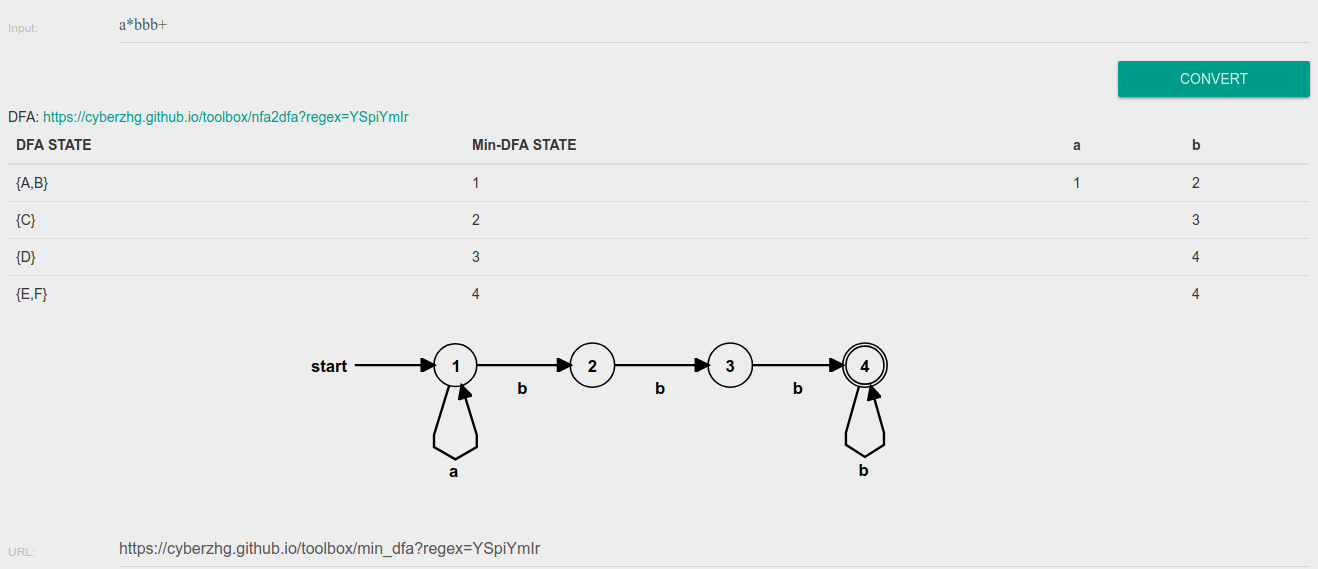 Input: a*bbb+
CONVERT
DFA: https://cyberzhg.github.io/toolbox/nfa2dfa?regex=YSpiYmIr
DFA STATE Min-DFA STATE a b
{A,B} 1 1 2
{C} 2 3
{D} 3 4
{E,F} 4 4
start 1 2 3 4
b b b
a b
URL: https://cyberzhg.github.io/toolbox/min_dfa?regex=YSpiYmIr